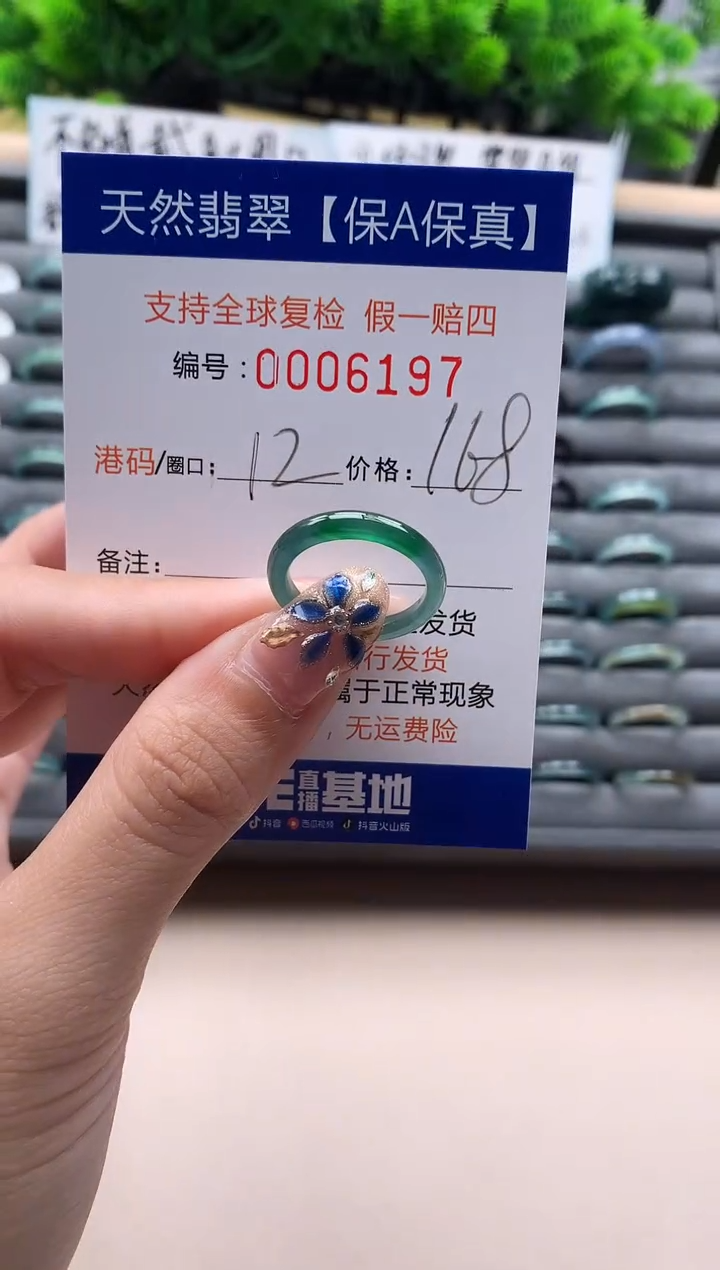 天然翡翠【保A保真】
支持全球复检 假一赔四
编号：0006197
港码/圈口：12 价格：168
备注：
发货
行发货
属于正常现象
，无运费险
直播基地
抖音 西瓜视频 抖音火山版